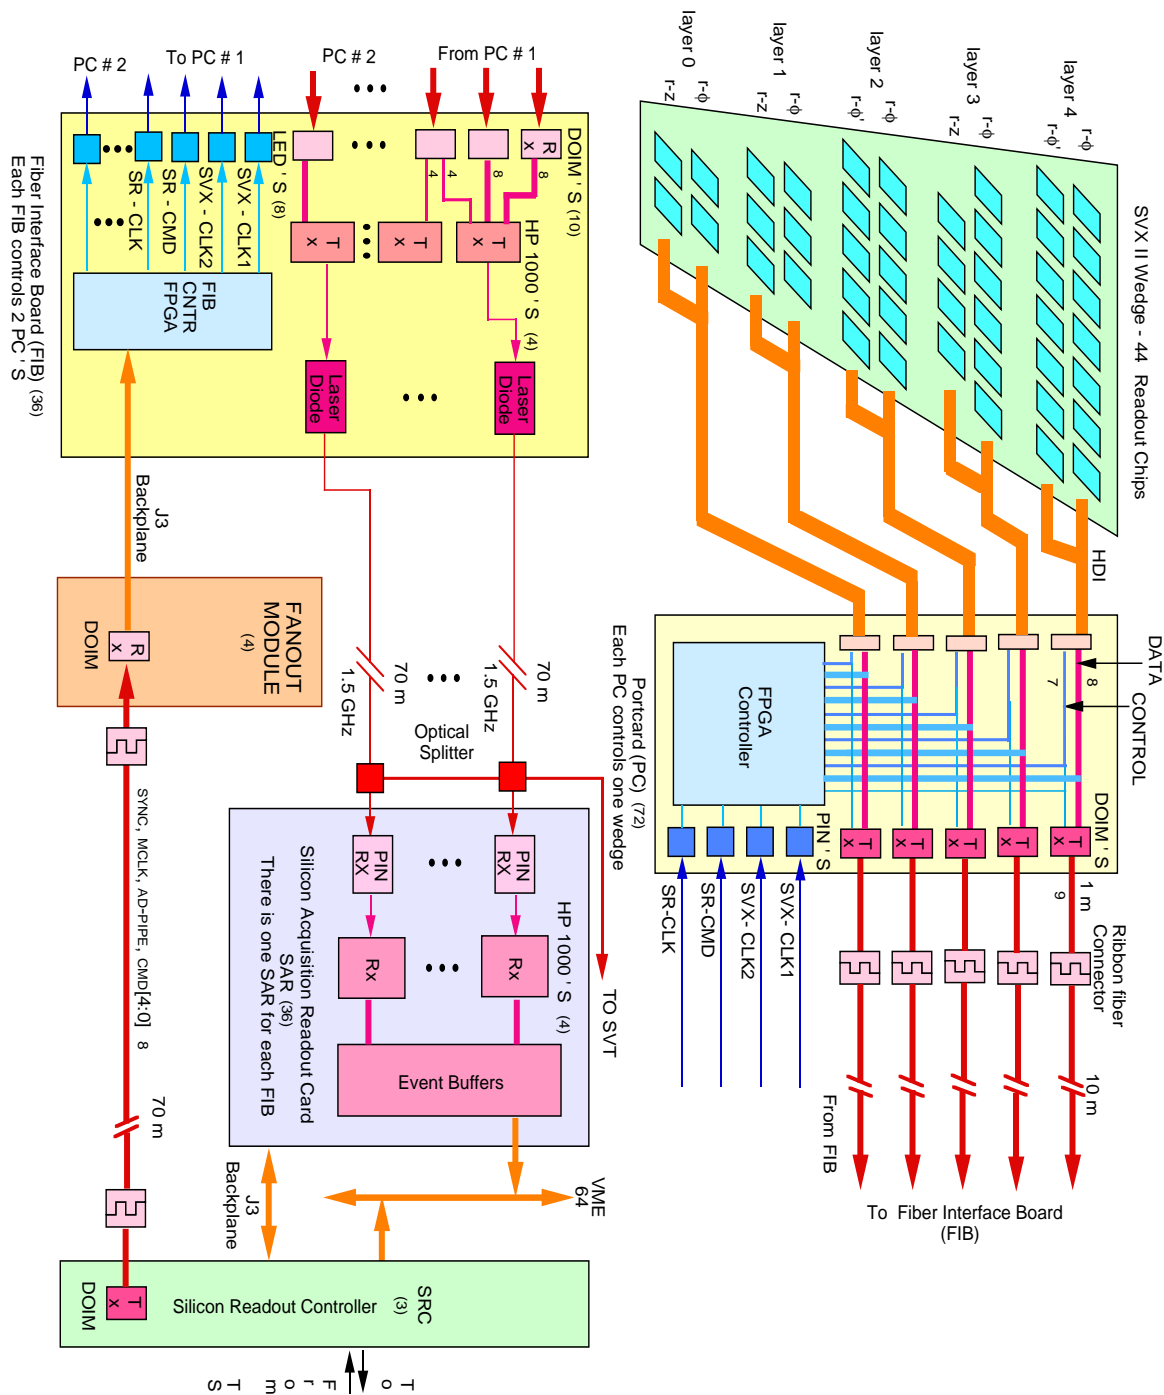 PC # 2
To PC # 1
PC # 2
From PC # 1
LED ' S (8)
DOIM ' S (10)
R x
8
8
4
4
SR - CLK
SR - CMD
SVX - CLK2
SVX - CLK1
T x
T x
T x
HP 1000 ' S (4)
FIB
CNTR
FPGA
Laser
Diode
Laser
Diode
Fiber Interface Board (FIB) (36)
Each FIB controls 2 PC ' S
J3
Backplane
FANOUT
MODULE
(4)
R x
DOIM
SYNC, MCLK, AD-PIPE, CMD[4:0] 8
70 m
T x
DOIM
70 m
1.5 GHz
70 m
1.5 GHz
Optical
Splitter
PIN
RX
PIN
RX
HP 1000 ' S (4)
Rx
Rx
TO SVT
Event Buffers
Silicon Acquisition Readout Card
SAR (36)
There is one SAR for each FIB
J3
Backplane
VME
64
Silicon Readout Controller
SRC
(3)
To
From
TS
layer 0
r-z
r-ϕ
layer 1
r-z
r-ϕ
layer 2
r-ϕ'
r-ϕ
layer 3
r-z
r-ϕ
layer 4
r-ϕ'
r-ϕ
SVX II Wedge - 44 Readout Chips
HDI
DATA
CONTROL
8
7
FPGA
Controller
Portcard (PC) (72)
Each PC controls one wedge
PIN ' S
DOIM ' S
T x
T x
T x
T x
T x
SR-CLK
SR-CMD
SVX- CLK2
SVX- CLK1
1 m
9
Ribbon fiber
Connector
10 m
From FIB
To Fiber Interface Board
(FIB)